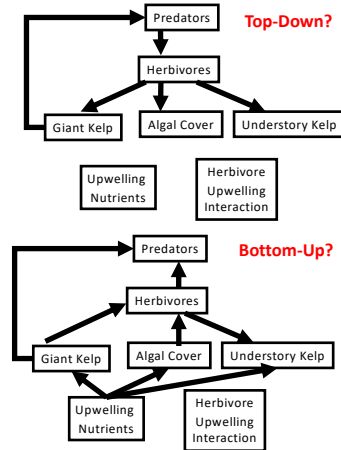 Predators
Top-Down?
Herbivores
Giant Kelp
Algal Cover
Understory Kelp
Upwelling
Nutrients
Herbivore
Upwelling
Interaction
Predators
Bottom-Up?
Herbivores
Giant Kelp
Algal Cover
Understory Kelp
Upwelling
Nutrients
Herbivore
Upwelling
Interaction